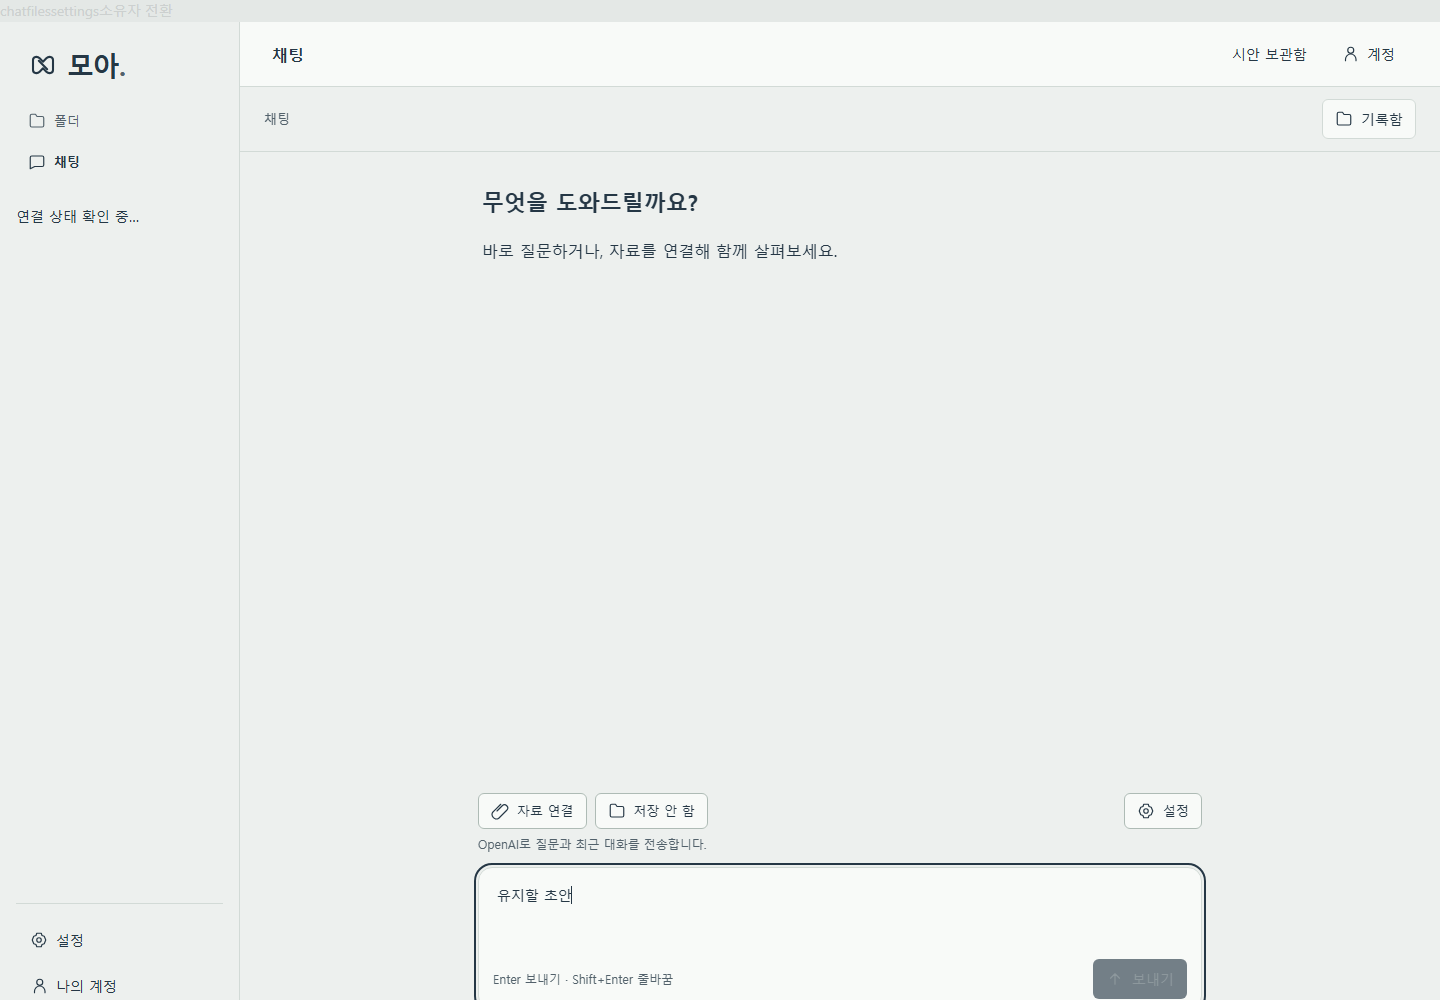 chatfilessettings소유자 전환
모아.
폴더
채팅
연결 상태 확인 중...
설정
나의 계정
채팅
시안 보관함
계정
채팅
기록함
무엇을 도와드릴까요?
바로 질문하거나, 자료를 연결해 함께 살펴보세요.
자료 연결
저장 안 함
설정
OpenAI로 질문과 최근 대화를 전송합니다.
유지할 초안
Enter 보내기 · Shift+Enter 줄바꿈
보내기